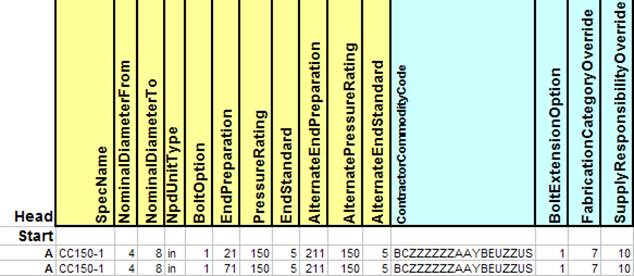 Head SpecName NominalDiameterFrom NominalDiameterTo NpdUnitType BoltOption EndPreparation PressureRating EndStandard AlternateEndPreparation AlternatePressureRating AlternateEndStandard ContractorCommodityCode BoltExtensionOption FabricationCategoryOverride SupplyResponsibilityOverride
Start
A CC150-1 4 8 in 1 21 150 5 211 150 5 BCZZZZZZAAYBEUZZUS 1 7 10
A CC150-1 4 8 in 1 71 150 5 211 150 5 BCZZZZZZAAYBEUZZUS 1 7 10